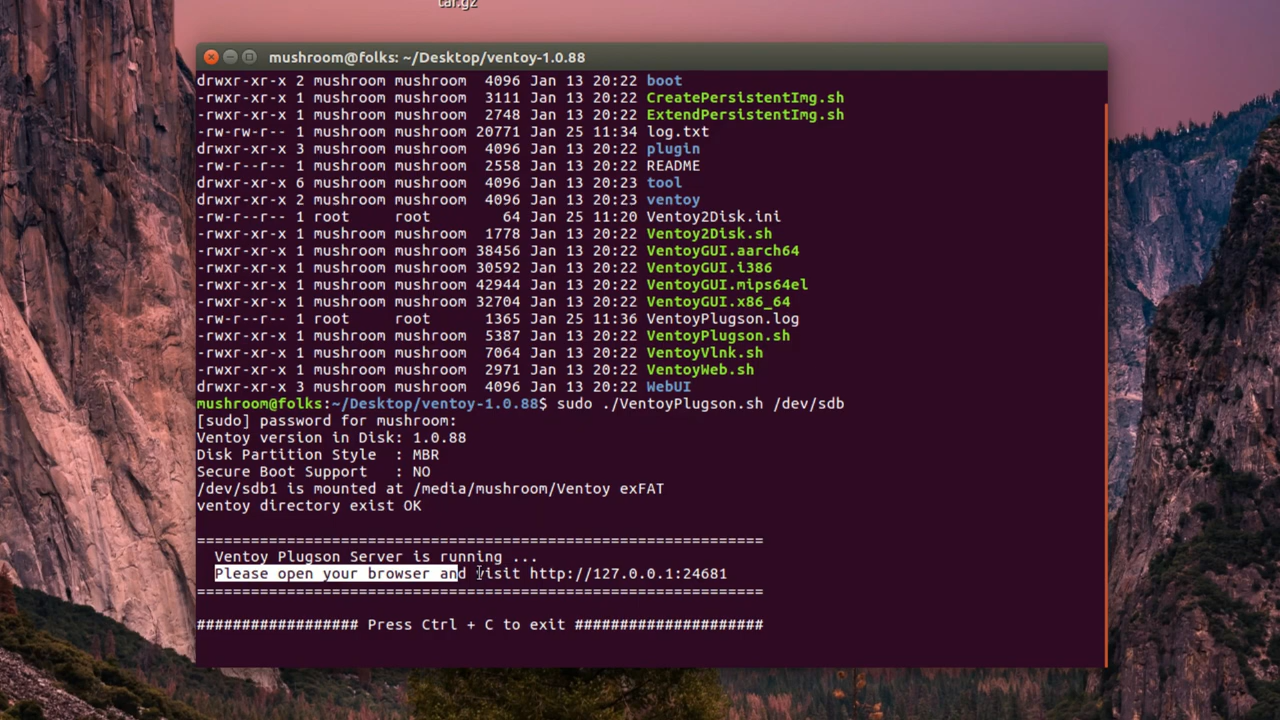 tar.gz
mushroom@folks: ~/Desktop/ventoy-1.0.88
drwxr-xr-x 2 mushroom mushroom  4096 Jan 13 20:22 boot
-rwxr-xr-x 1 mushroom mushroom  3111 Jan 13 20:22 CreatePersistentImg.sh
-rwxr-xr-x 1 mushroom mushroom  2748 Jan 13 20:22 ExtendPersistentImg.sh
-rw-rw-r-- 1 mushroom mushroom 20771 Jan 25 11:34 log.txt
drwxr-xr-x 3 mushroom mushroom  4096 Jan 13 20:22 plugin
-rw-r--r-- 1 mushroom mushroom  2558 Jan 13 20:22 README
drwxr-xr-x 6 mushroom mushroom  4096 Jan 13 20:23 tool
drwxr-xr-x 2 mushroom mushroom  4096 Jan 13 20:23 ventoy
-rw-r--r-- 1 root     root        64 Jan 25 11:20 Ventoy2Disk.ini
-rwxr-xr-x 1 mushroom mushroom  1778 Jan 13 20:22 Ventoy2Disk.sh
-rwxr-xr-x 1 mushroom mushroom 38456 Jan 13 20:22 VentoyGUI.aarch64
-rwxr-xr-x 1 mushroom mushroom 30592 Jan 13 20:22 VentoyGUI.i386
-rwxr-xr-x 1 mushroom mushroom 42944 Jan 13 20:22 VentoyGUI.mips64el
-rwxr-xr-x 1 mushroom mushroom 32704 Jan 13 20:22 VentoyGUI.x86_64
-rw-r--r-- 1 root     root      1365 Jan 25 11:36 VentoyPlugson.log
-rwxr-xr-x 1 mushroom mushroom  5387 Jan 13 20:22 VentoyPlugson.sh
-rwxr-xr-x 1 mushroom mushroom  7064 Jan 13 20:22 VentoyVlnk.sh
-rwxr-xr-x 1 mushroom mushroom  2971 Jan 13 20:22 VentoyWeb.sh
drwxr-xr-x 3 mushroom mushroom  4096 Jan 13 20:22 WebUI
mushroom@folks:~/Desktop/ventoy-1.0.88$ sudo ./VentoyPlugson.sh /dev/sdb
[sudo] password for mushroom:
Ventoy version in Disk: 1.0.88
Disk Partition Style  : MBR
Secure Boot Support   : NO
/dev/sdb1 is mounted at /media/mushroom/Ventoy exFAT
ventoy directory exist OK
===============================================================
Ventoy Plugson Server is running ...
Please open your browser and visit http://127.0.0.1:24681
===============================================================
################## Press Ctrl + C to exit #####################